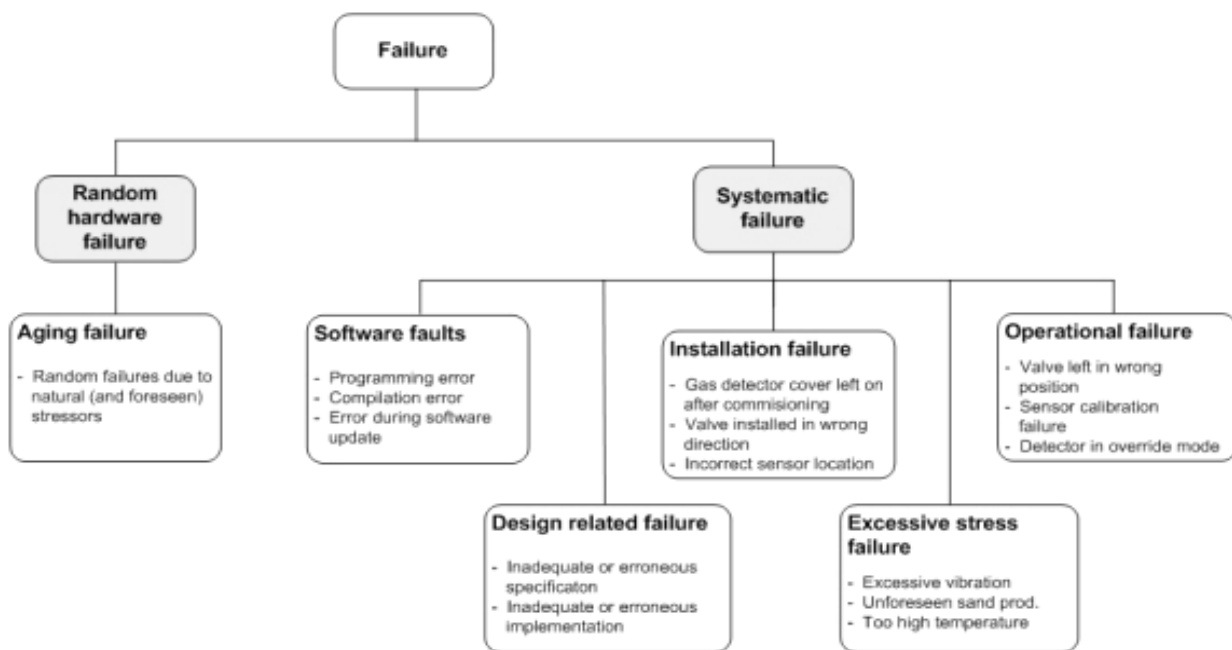 Failure
Random
hardware
failure
Systematic
failure
Aging failure
- Random failures due to
natural (and foreseen)
stressors
Software faults
- Programming error
- Compilation error
- Error during software
update
Installation failure
- Gas detector cover left on
after commisioning
- Valve installed in wrong
direction
- Incorrect sensor location
Operational failure
- Valve left in wrong
position
- Sensor calibration
failure
- Detector in override mode
Design related failure
- Inadequate or erroneous
specificaton
- Inadequate or erroneous
implementation
Excessive stress
failure
- Excessive vibration
- Unforeseen sand prod.
- Too high temperature